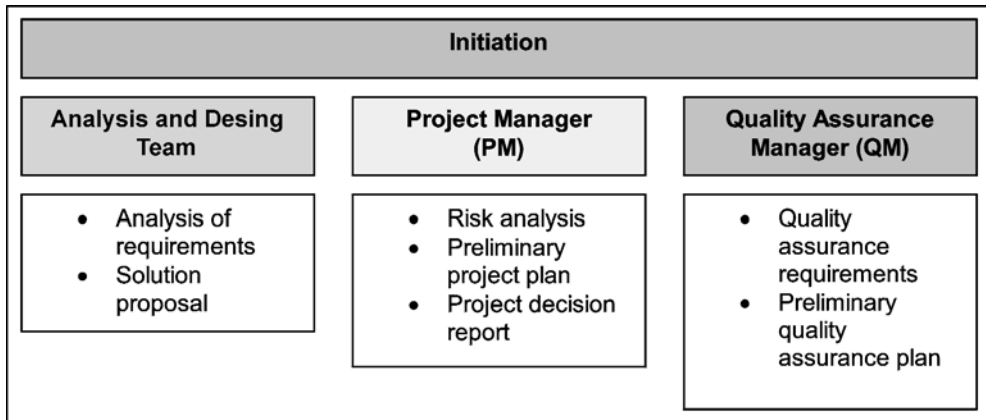 Initiation
Analysis and Desing
Team
• Analysis of
requirements
• Solution
proposal
Project Manager
(PM)
• Risk analysis
• Preliminary
project plan
• Project decision
report
Quality Assurance
Manager (QM)
• Quality
assurance
requirements
• Preliminary
quality
assurance plan